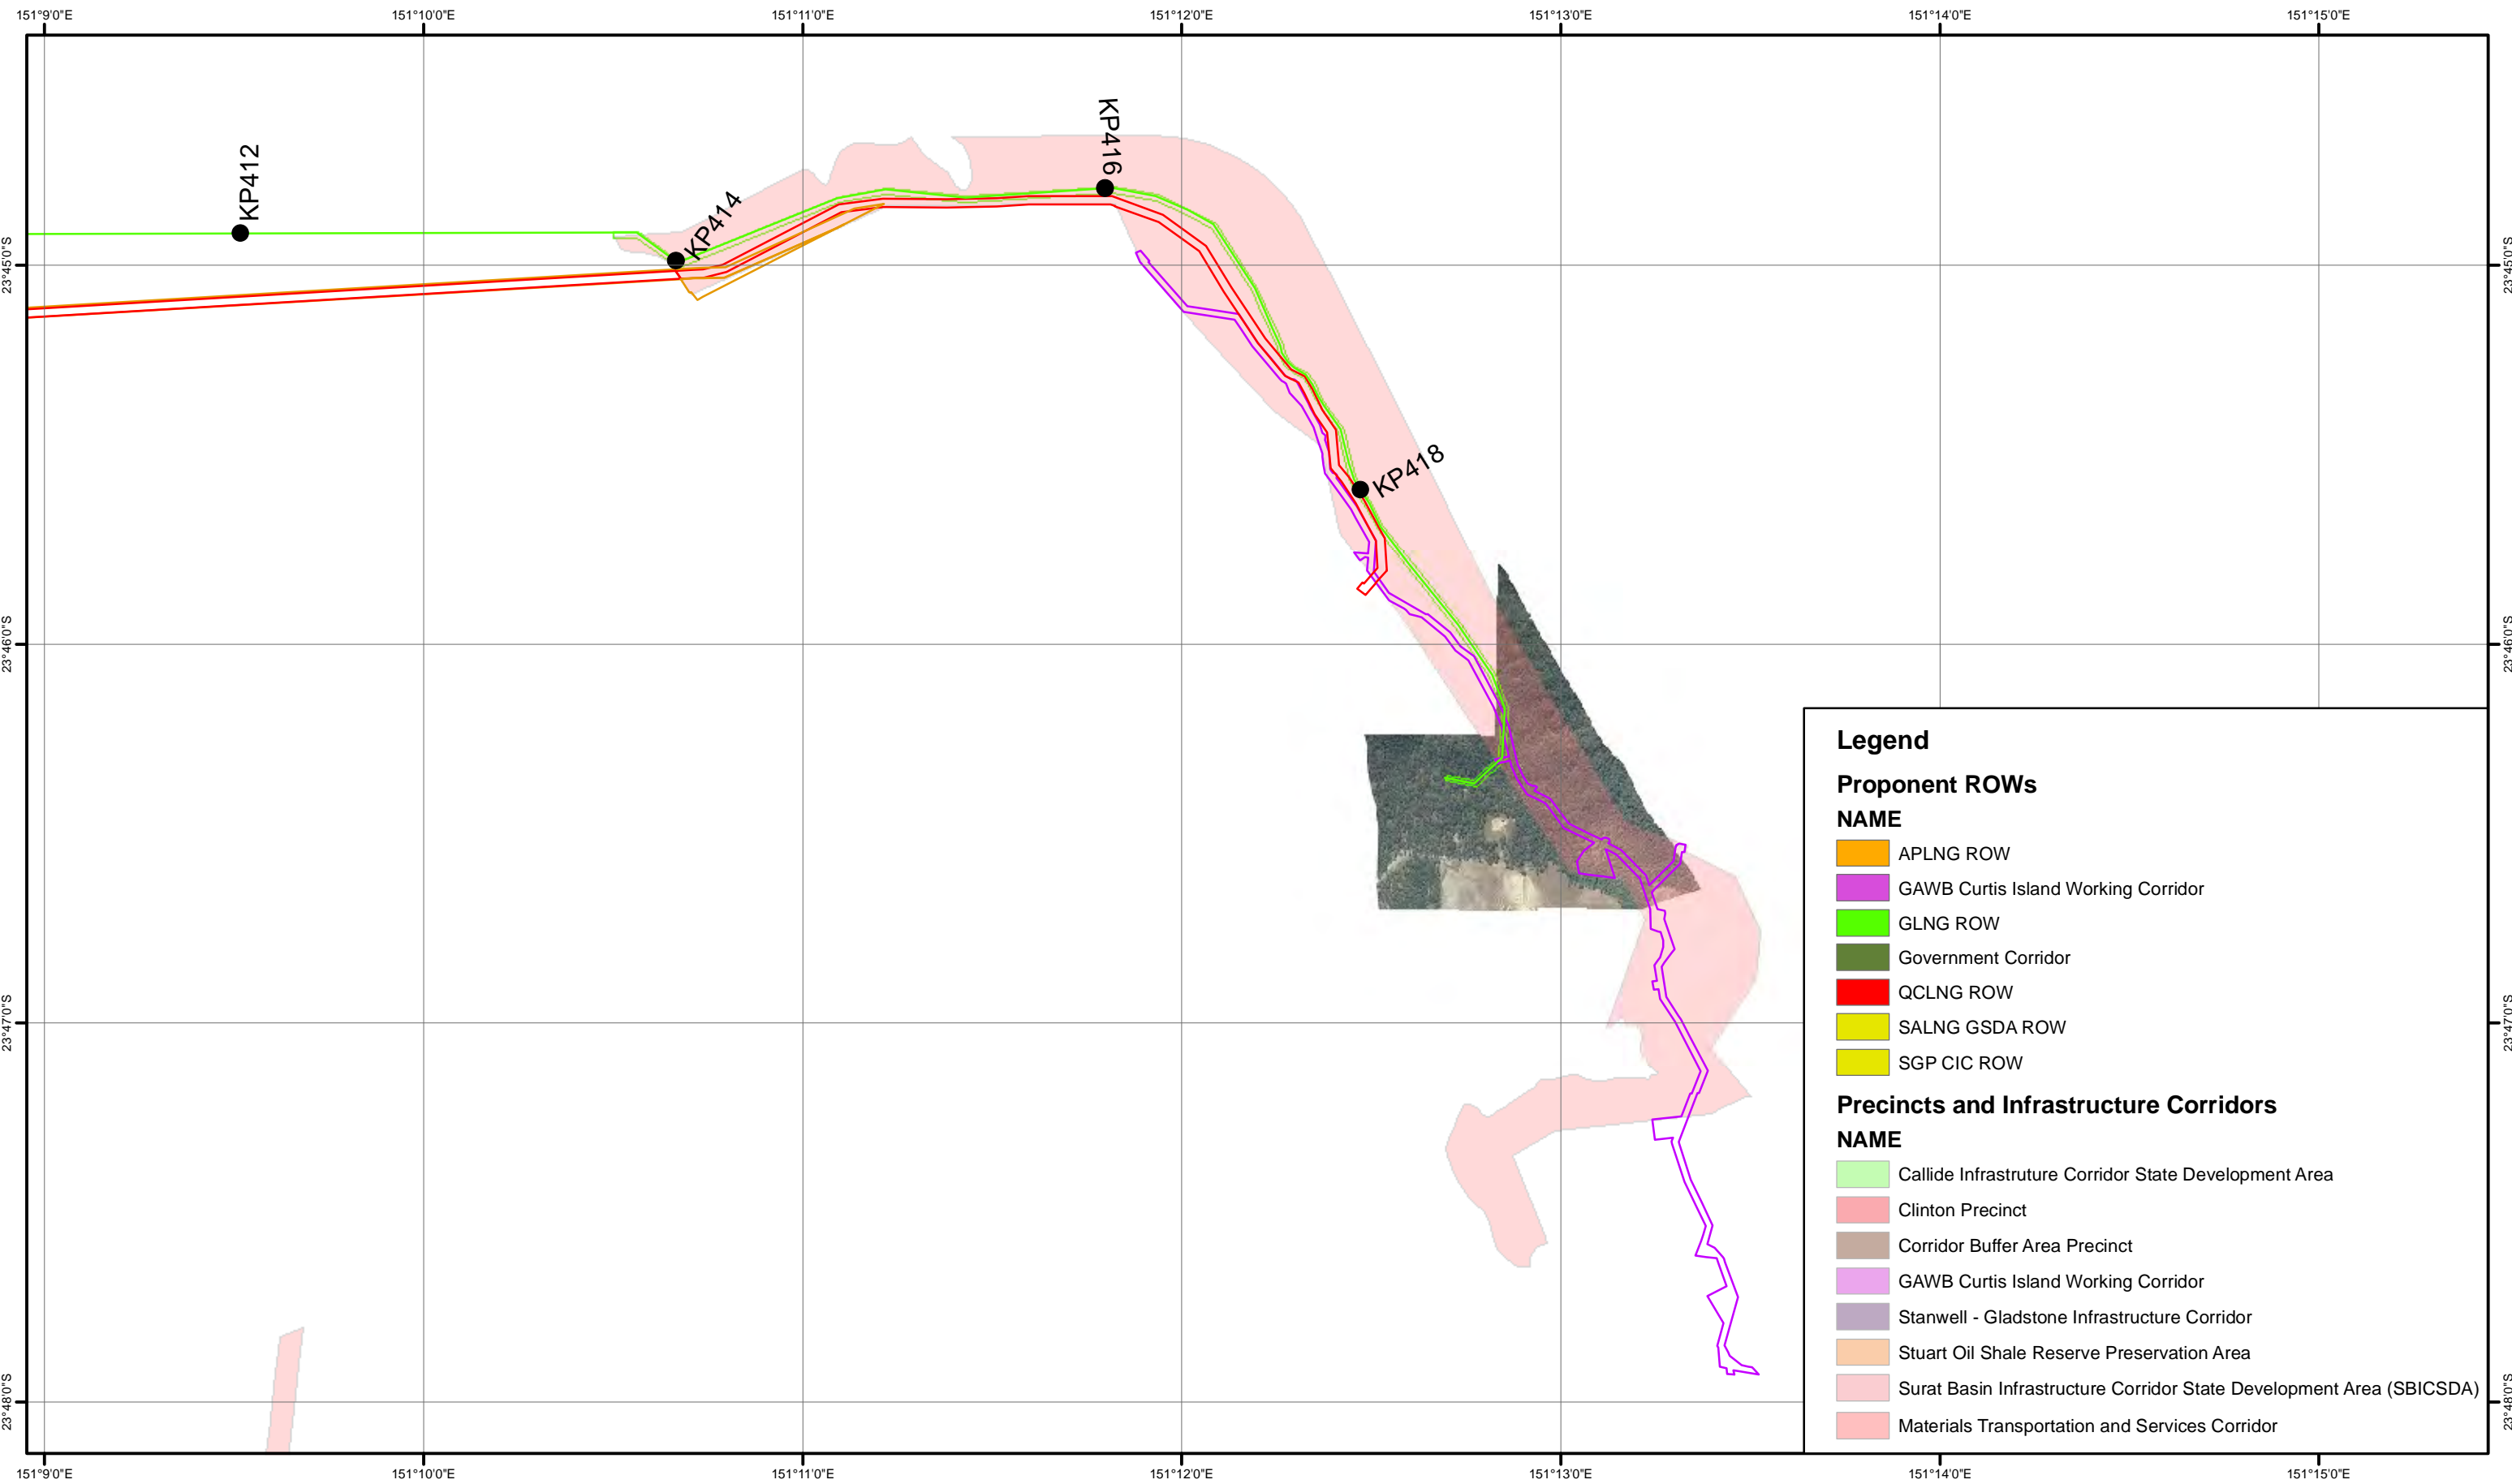 151°9'0"E
151°10'0"E
151°11'0"E
151°12'0"E
151°13'0"E
151°14'0"E
151°15'0"E
KP416
KP412
KP414
23°45'0"S
23°45'0"S
KP418
23°46'0"S
23°46'0"S
Legend
Proponent ROWs
NAME
APLNG ROW
GAWB Curtis Island Working Corridor
GLNG ROW
Government Corridor
QCLNG ROW
SALNG GSDA ROW
SGP CIC ROW
Precincts and Infrastructure Corridors
NAME
Callide Infrastruture Corridor State Development Area
Clinton Precinct
Corridor Buffer Area Precinct
GAWB Curtis Island Working Corridor
Stanwell - Gladstone Infrastructure Corridor
Stuart Oil Shale Reserve Preservation Area
Surat Basin Infrastructure Corridor State Development Area (SBICSDA)
Materials Transportation and Services Corridor
23°47'0"S
23°47'0"S
23°48'0"S
23°48'0"S
151°9'0"E
151°10'0"E
151°11'0"E
151°12'0"E
151°13'0"E
151°14'0"E
151°15'0"E